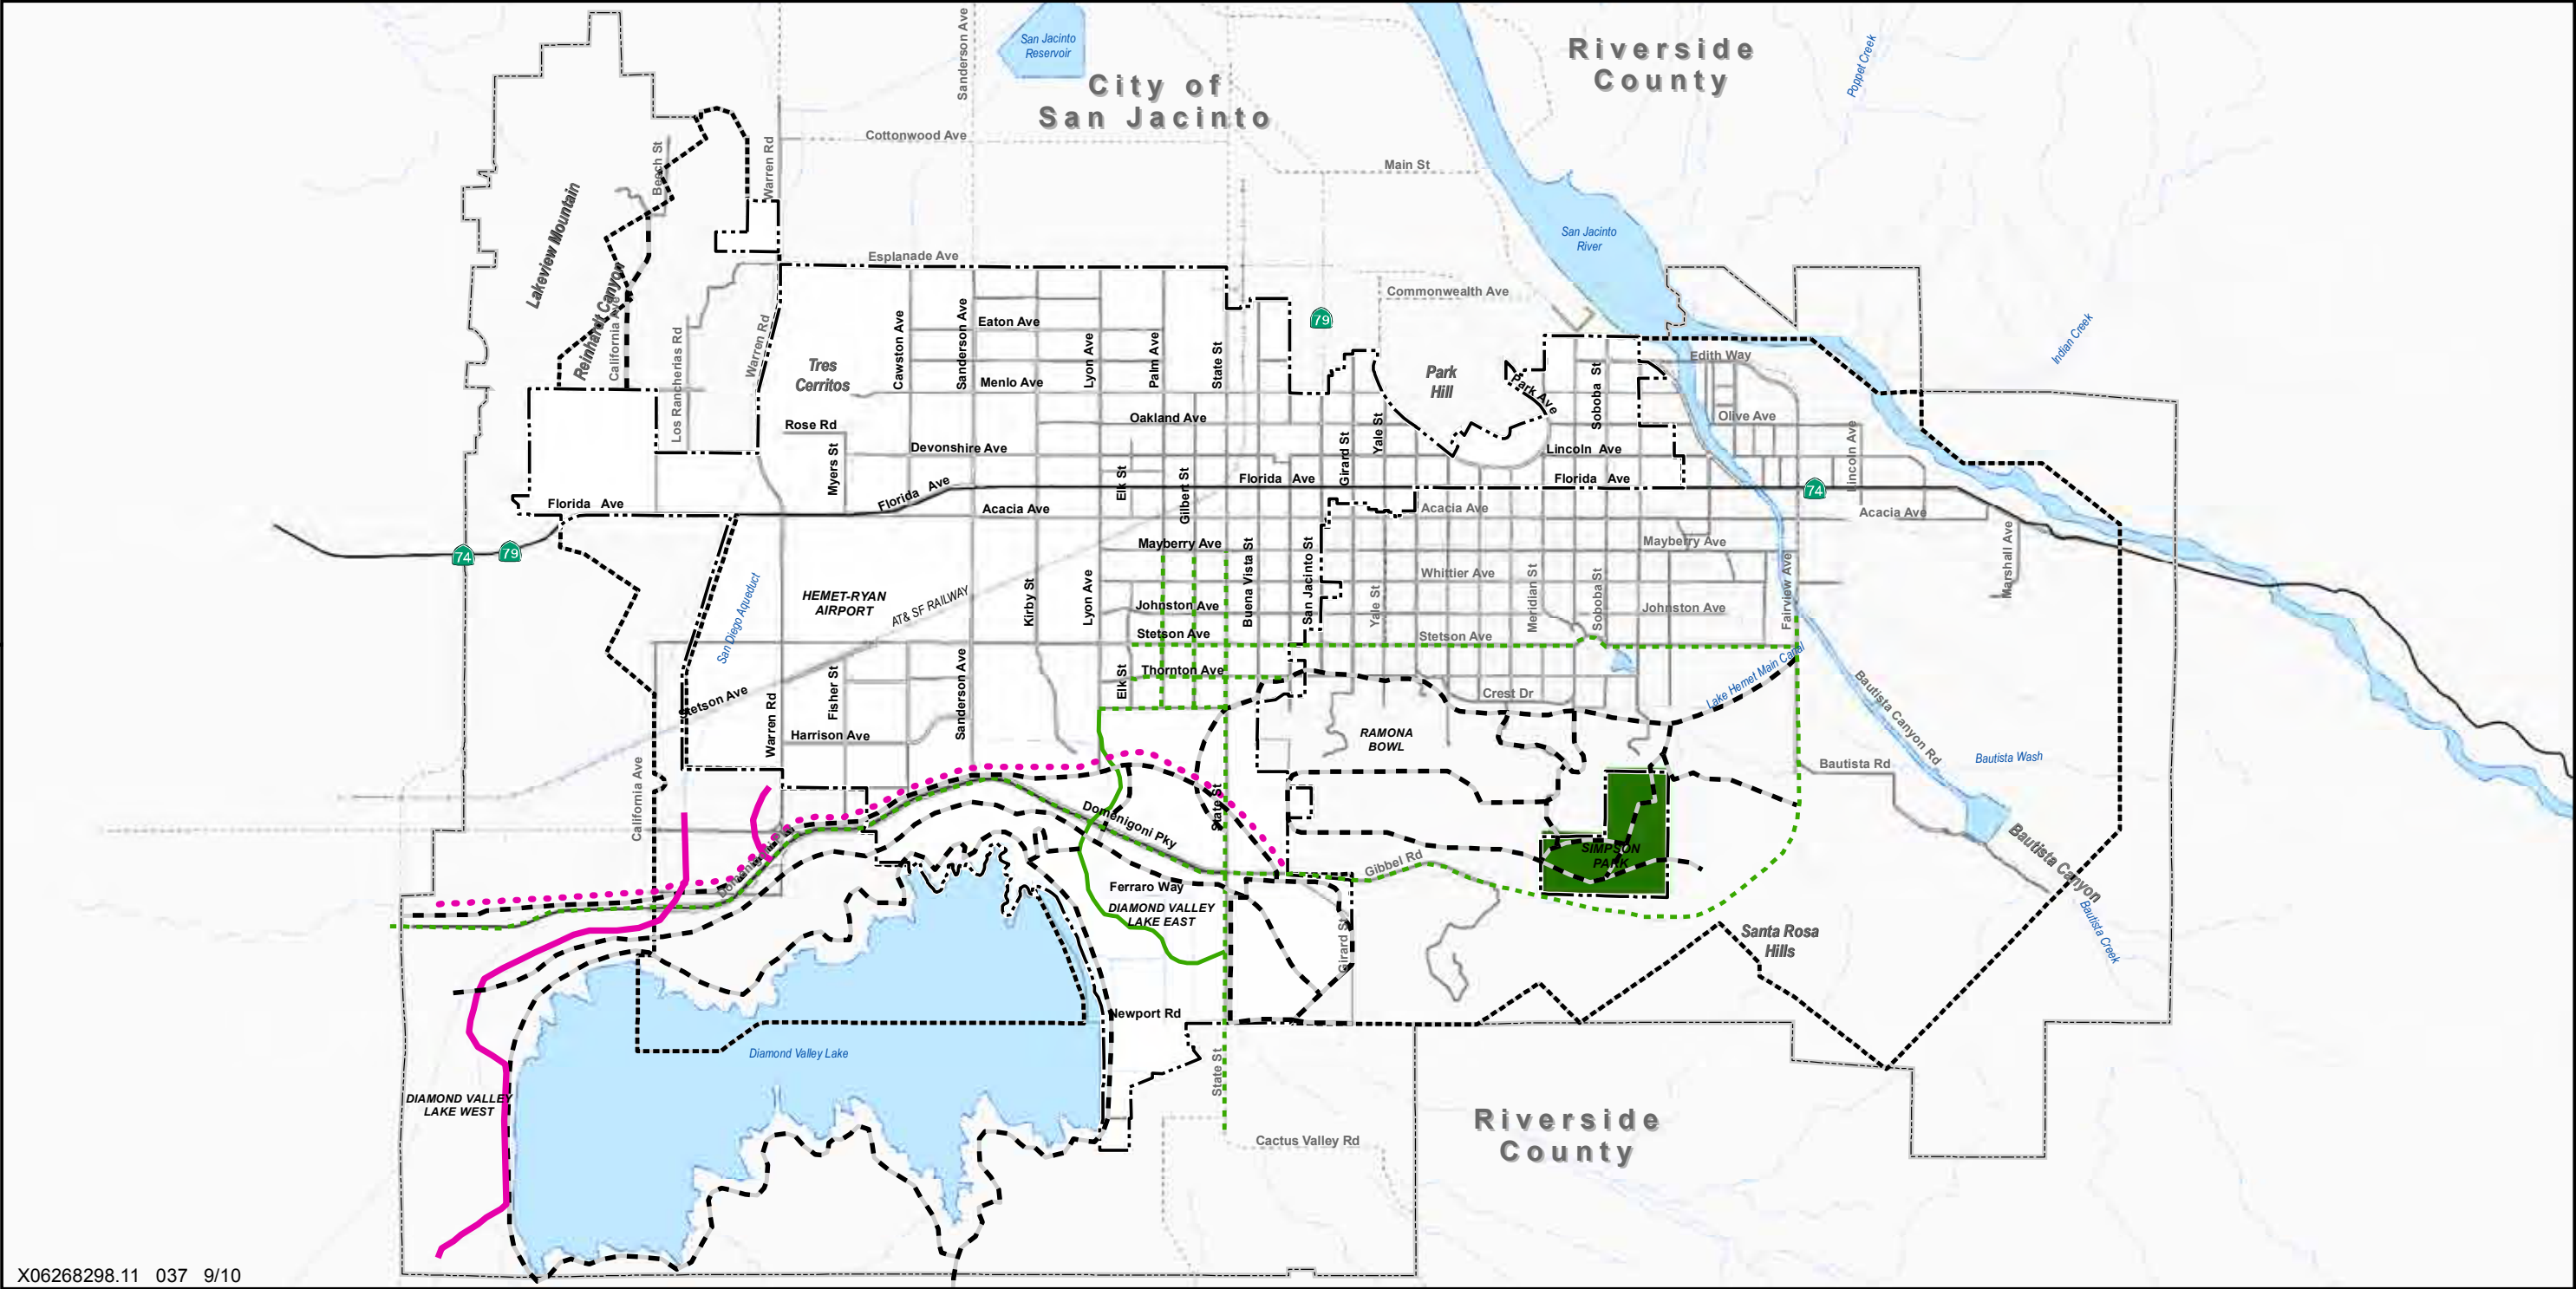 Riverside
County
San Jacinto
Reservoir
Sanderson Ave
Poppet Creek
City of
San Jacinto
Cottonwood Ave
Main St
Beech St
Warren Rd
Lakeview Mountain
San Jacinto
River
Esplanade Ave
Reinhardt Canyon
California Ave
Commonwealth Ave
79
Indian Creek
Los Rancherias Rd
Warren Rd
Tres
Cerritos
Cawston Ave
Sanderson Ave
Eaton Ave
Menlo Ave
Lyon Ave
Palm Ave
State St
Park
Hill
Park Ave
Soboba St
Edith Way
Olive Ave
Lincoln Ave
Oakland Ave
Rose Rd
Devonshire Ave
Myers St
Elk St
Gilbert St
Girard St
Yale St
Lincoln Ave
Florida Ave
Florida Ave
Florida Ave
Florida Ave
74
Acacia Ave
Acacia Ave
Acacia Ave
74
79
Mayberry Ave
Mayberry Ave
Marshall Ave
San Diego Aqueduct
HEMET-RYAN
AIRPORT
AT& SF RAILWAY
Kirby St
Lyon Ave
Buena Vista St
San Jacinto St
Yale St
Whittier Ave
Meridian St
Soboba St
Fairview Ave
Johnston Ave
Johnston Ave
Stetson Ave
Stetson Ave
Thornton Ave
Elk St
Lake Hemet Main Canal
Bautista Canyon Rd
Stetson Ave
Warren Rd
Fisher St
Sanderson Ave
Harrison Ave
Crest Dr
RAMONA
BOWL
Bautista Rd
Bautista Wash
California Ave
Domenigoni Pky
State St
Gibbel Rd
SIMPSON
PARK
Bautista Canyon
Bautista Creek
Ferraro Way
DIAMOND VALLEY
LAKE EAST
Girard St
Santa Rosa
Hills
Newport Rd
Diamond Valley Lake
State St
DIAMOND VALLEY
LAKE WEST
Cactus Valley Rd
Riverside
County
X06268298.11 037 9/10